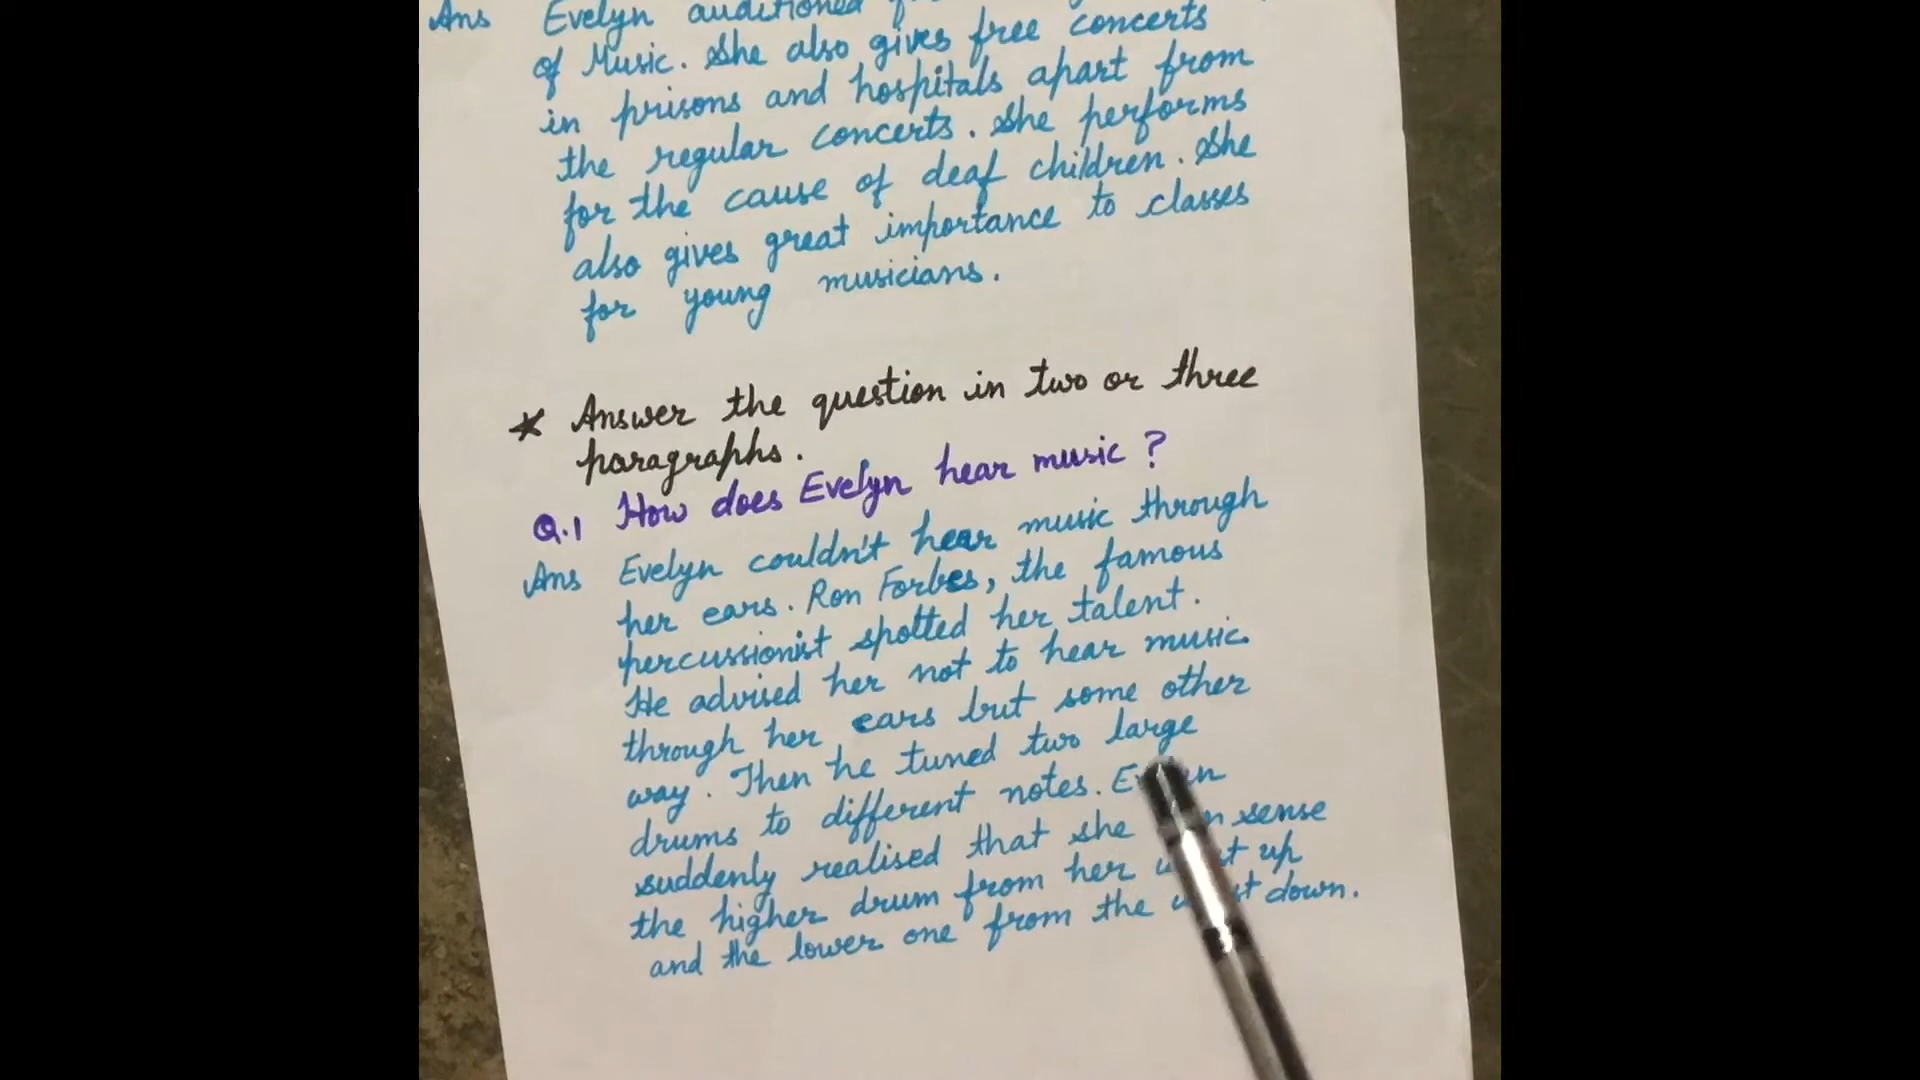 Ans Evelyn auditioned
of Music. She also gives free concerts
in prisons and hospitals apart from
the regular concerts. She performs
for the cause of deaf children. She
also gives great importance to classes
for young musicians.
* Answer the question in two or three
paragraphs.
Q.1 How does Evelyn hear music?
Ans Evelyn couldn't hear music through
her ears. Ron Forbes, the famous
percussionist spotted her talent.
He advised her not to hear music
through her ears but some other
way. Then he tuned two large
drums to different notes. Evelyn
suddenly realised that she sense
the higher drum from her waist up
and the lower one from the waist down.